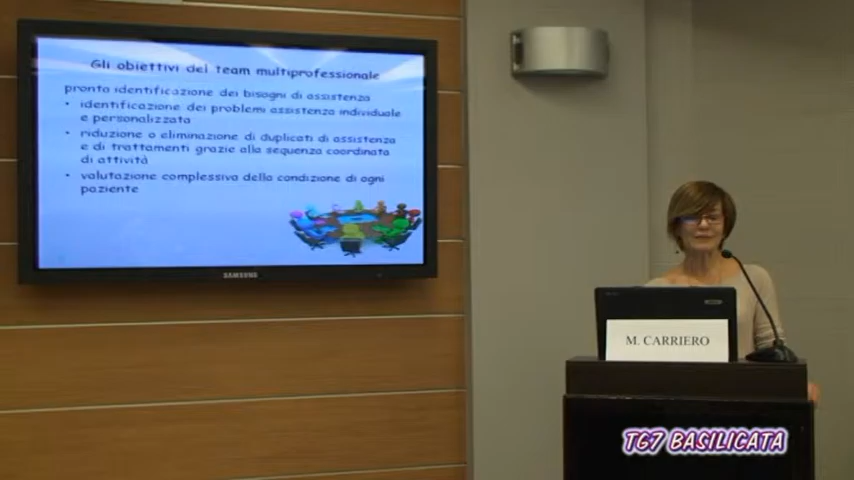 Gli obiettivi del team multiprofessionale
pronta identificazione dei bisogni di assistenza
• identificazione dei problemi assistenza individuale
e personalizzata
• riduzione o eliminazione di duplicati di assistenza
e di trattamenti grazie alla sequenza coordinata
di attività
• valutazione complessiva della condizione di ogni
paziente
SAMSUNG
M. CARRIERO
TG7 BASILICATA